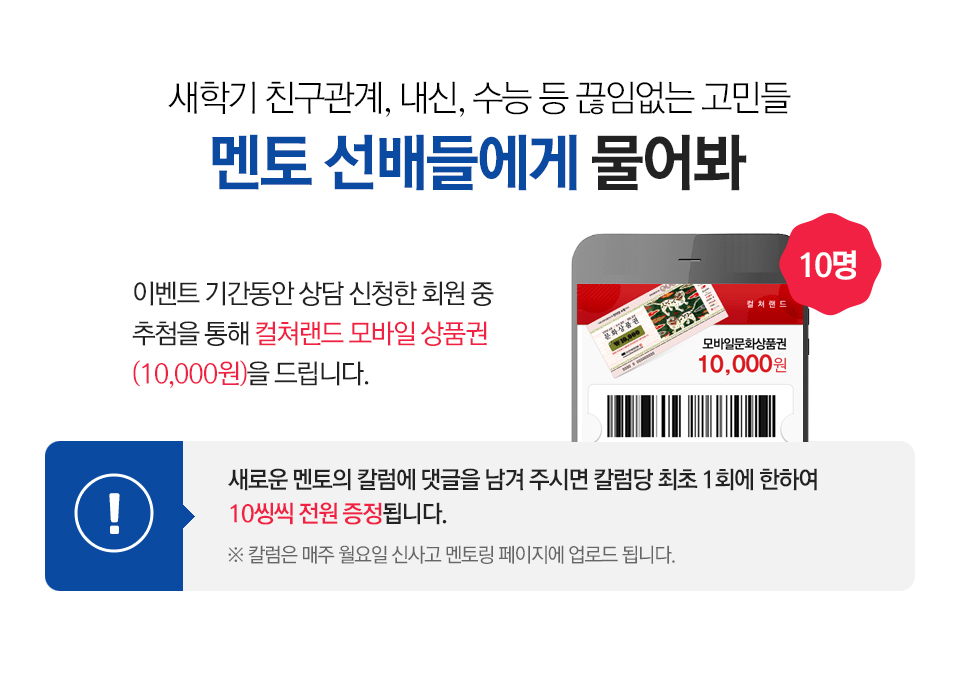 새학기 친구관계, 내신, 수능 등 끊임없는 고민들
멘토 선배들에게 물어봐
이벤트 기간동안 상담 신청한 회원 중
추첨을 통해 컬쳐랜드 모바일 상품권
(10,000원)을 드립니다.
10명
컬쳐랜드
문화상품권
₩10,000
모바일문화상품권
10,000원
새로운 멘토의 칼럼에 댓글을 남겨 주시면 칼럼당 최초 1회에 한하여
10씽씩 전원 증정됩니다.
※ 칼럼은 매주 월요일 신사고 멘토링 페이지에 업로드 됩니다.